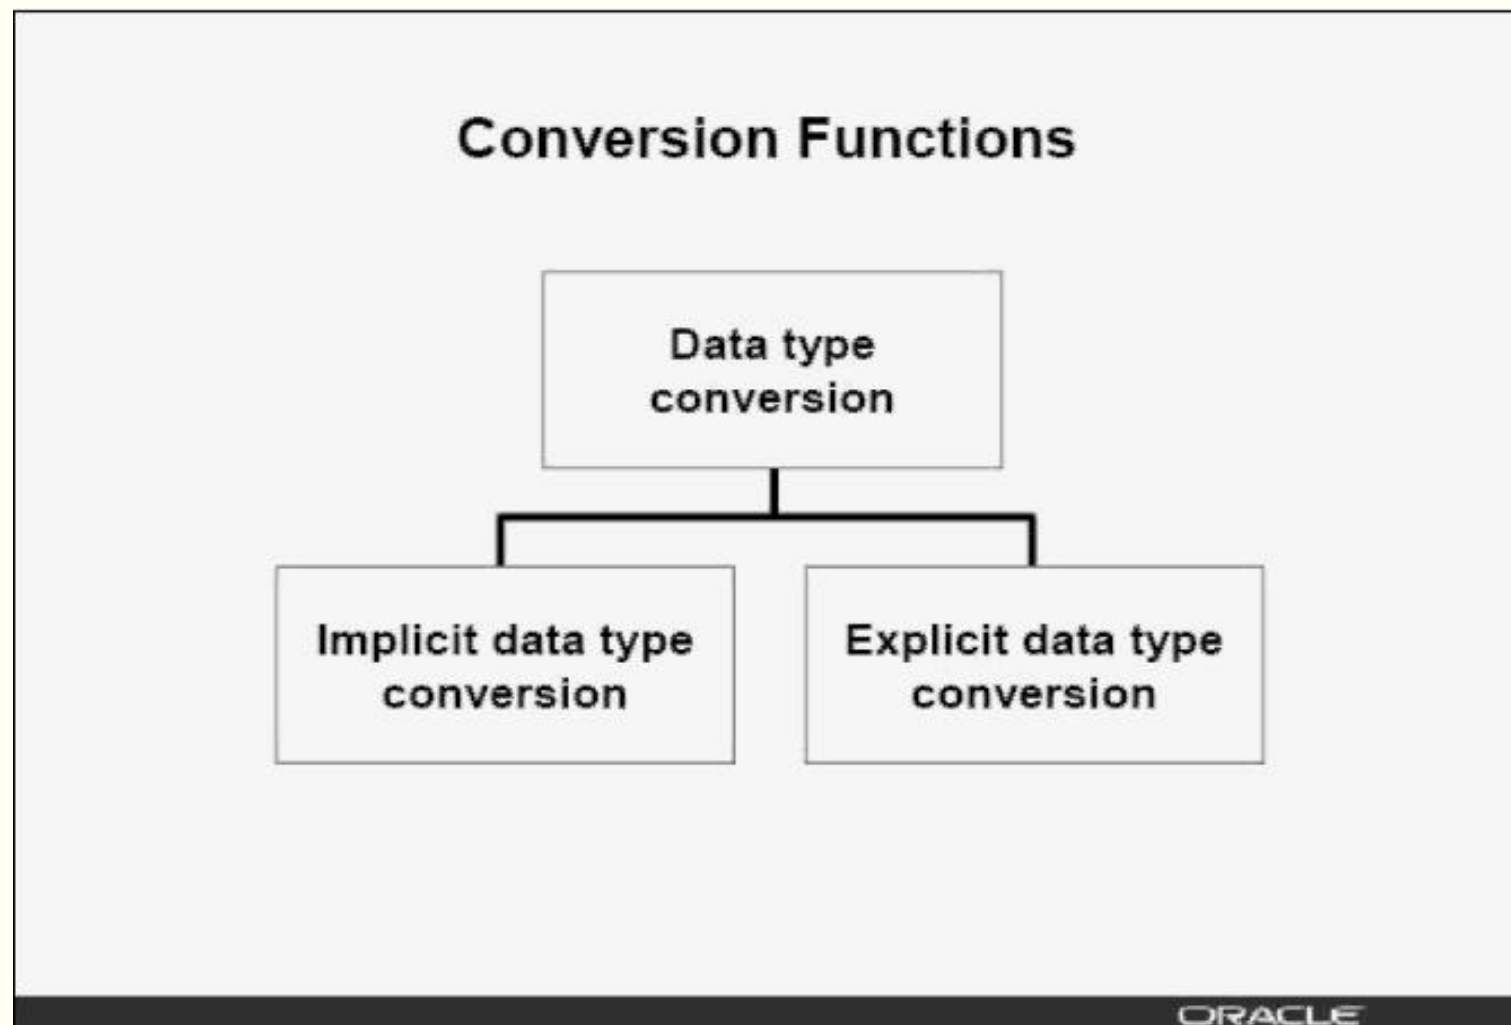 Conversion Functions
Data type
conversion
Implicit data type
conversion
Explicit data type
conversion
ORACLE